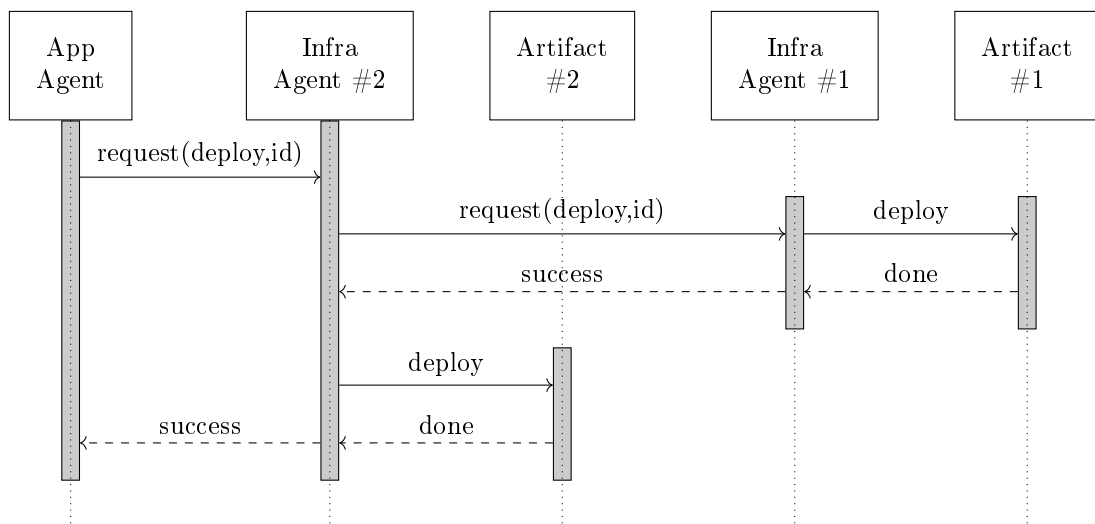 App
Agent
Infra
Agent #2
Artifact
#2
Infra
Agent #1
Artifact
#1
request(deploy,id)
request(deploy,id)
deploy
success
done
deploy
success
done